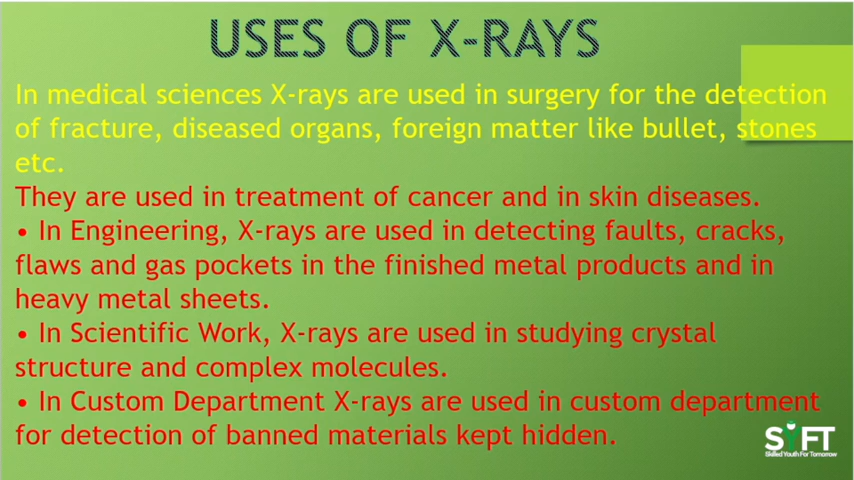 USES OF X-RAYS
In medical sciences X-rays are used in surgery for the detection
of fracture, diseased organs, foreign matter like bullet, stones
etc.
They are used in treatment of cancer and in skin diseases.
• In Engineering, X-rays are used in detecting faults, cracks,
flaws and gas pockets in the finished metal products and in
heavy metal sheets.
• In Scientific Work, X-rays are used in studying crystal
structure and complex molecules.
• In Custom Department X-rays are used in custom department
for detection of banned materials kept hidden.
SYFT
Skilled Youth For Tomorrow